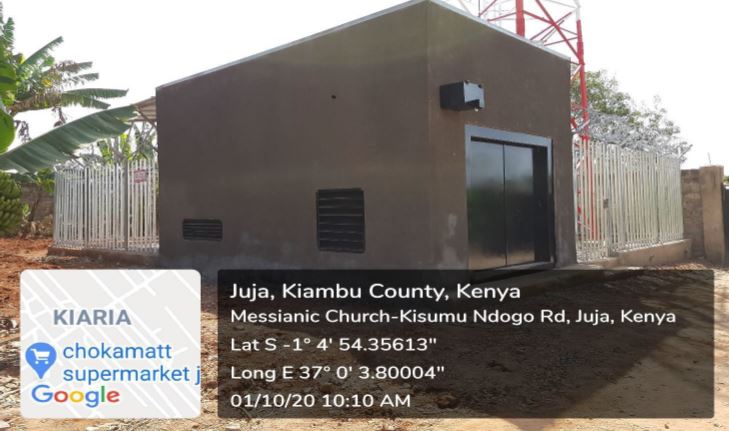 KIARIA
chokamatt
supermarket j
Google
Juja, Kiambu County, Kenya
Messianic Church-Kisumu Ndogo Rd, Juja, Kenya
Lat S -1° 4' 54.35613"
Long E 37° 0' 3.80004"
01/10/20 10:10 AM